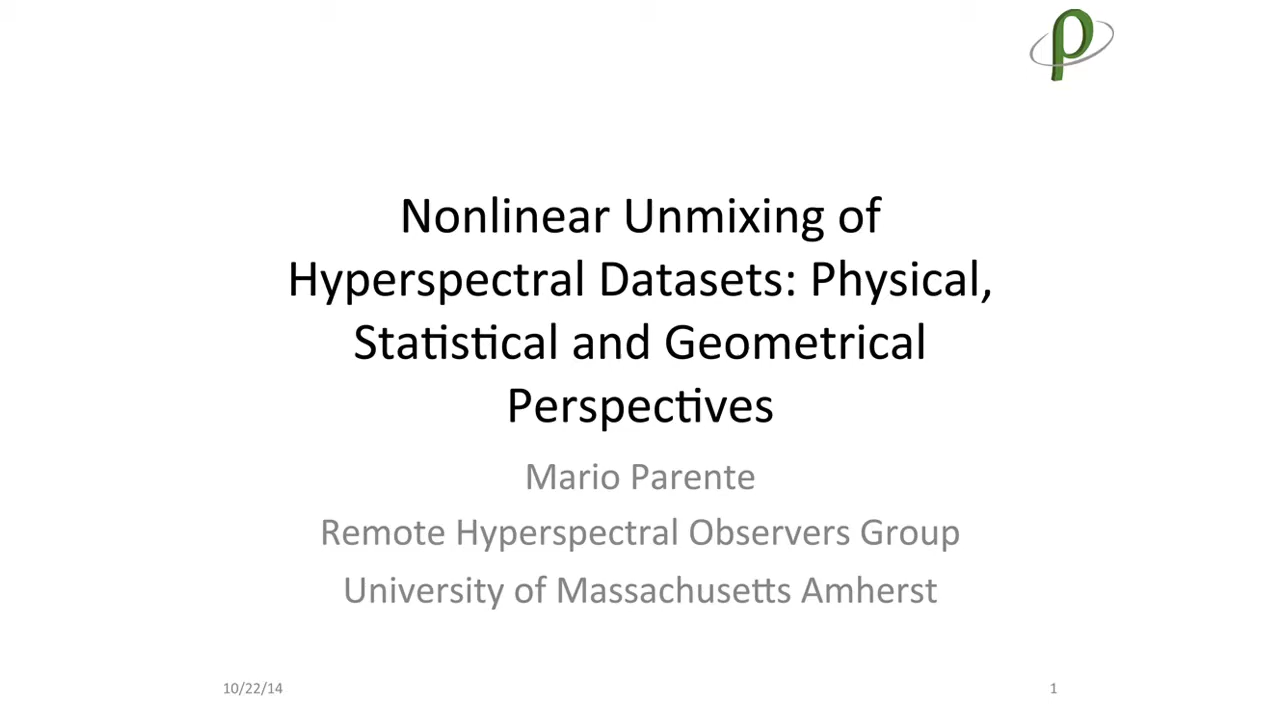 Nonlinear Unmixing of
Hyperspectral Datasets: Physical,
Statistical and Geometrical
Perspectives
Mario Parente
Remote Hyperspectral Observers Group
University of Massachusetts Amherst
10/22/14
1